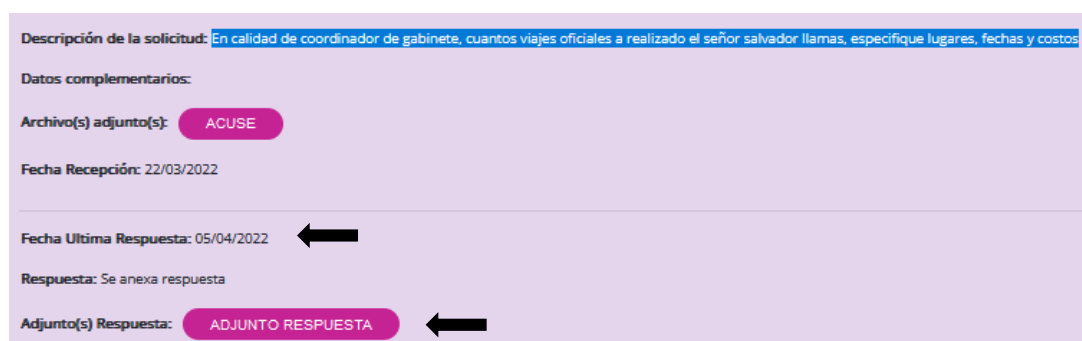 Descripción de la solicitud: En calidad de coordinador de gabinete, cuantos viajes oficiales a realizado el señor salvador llamas, especifique lugares, fechas y costos
Datos complementarios:
Archivo(s) adjunto(s): ACUSE
Fecha Recepción: 22/03/2022
Fecha Ultima Respuesta: 05/04/2022
Respuesta: Se anexa respuesta
Adjunto(s) Respuesta: ADJUNTO RESPUESTA